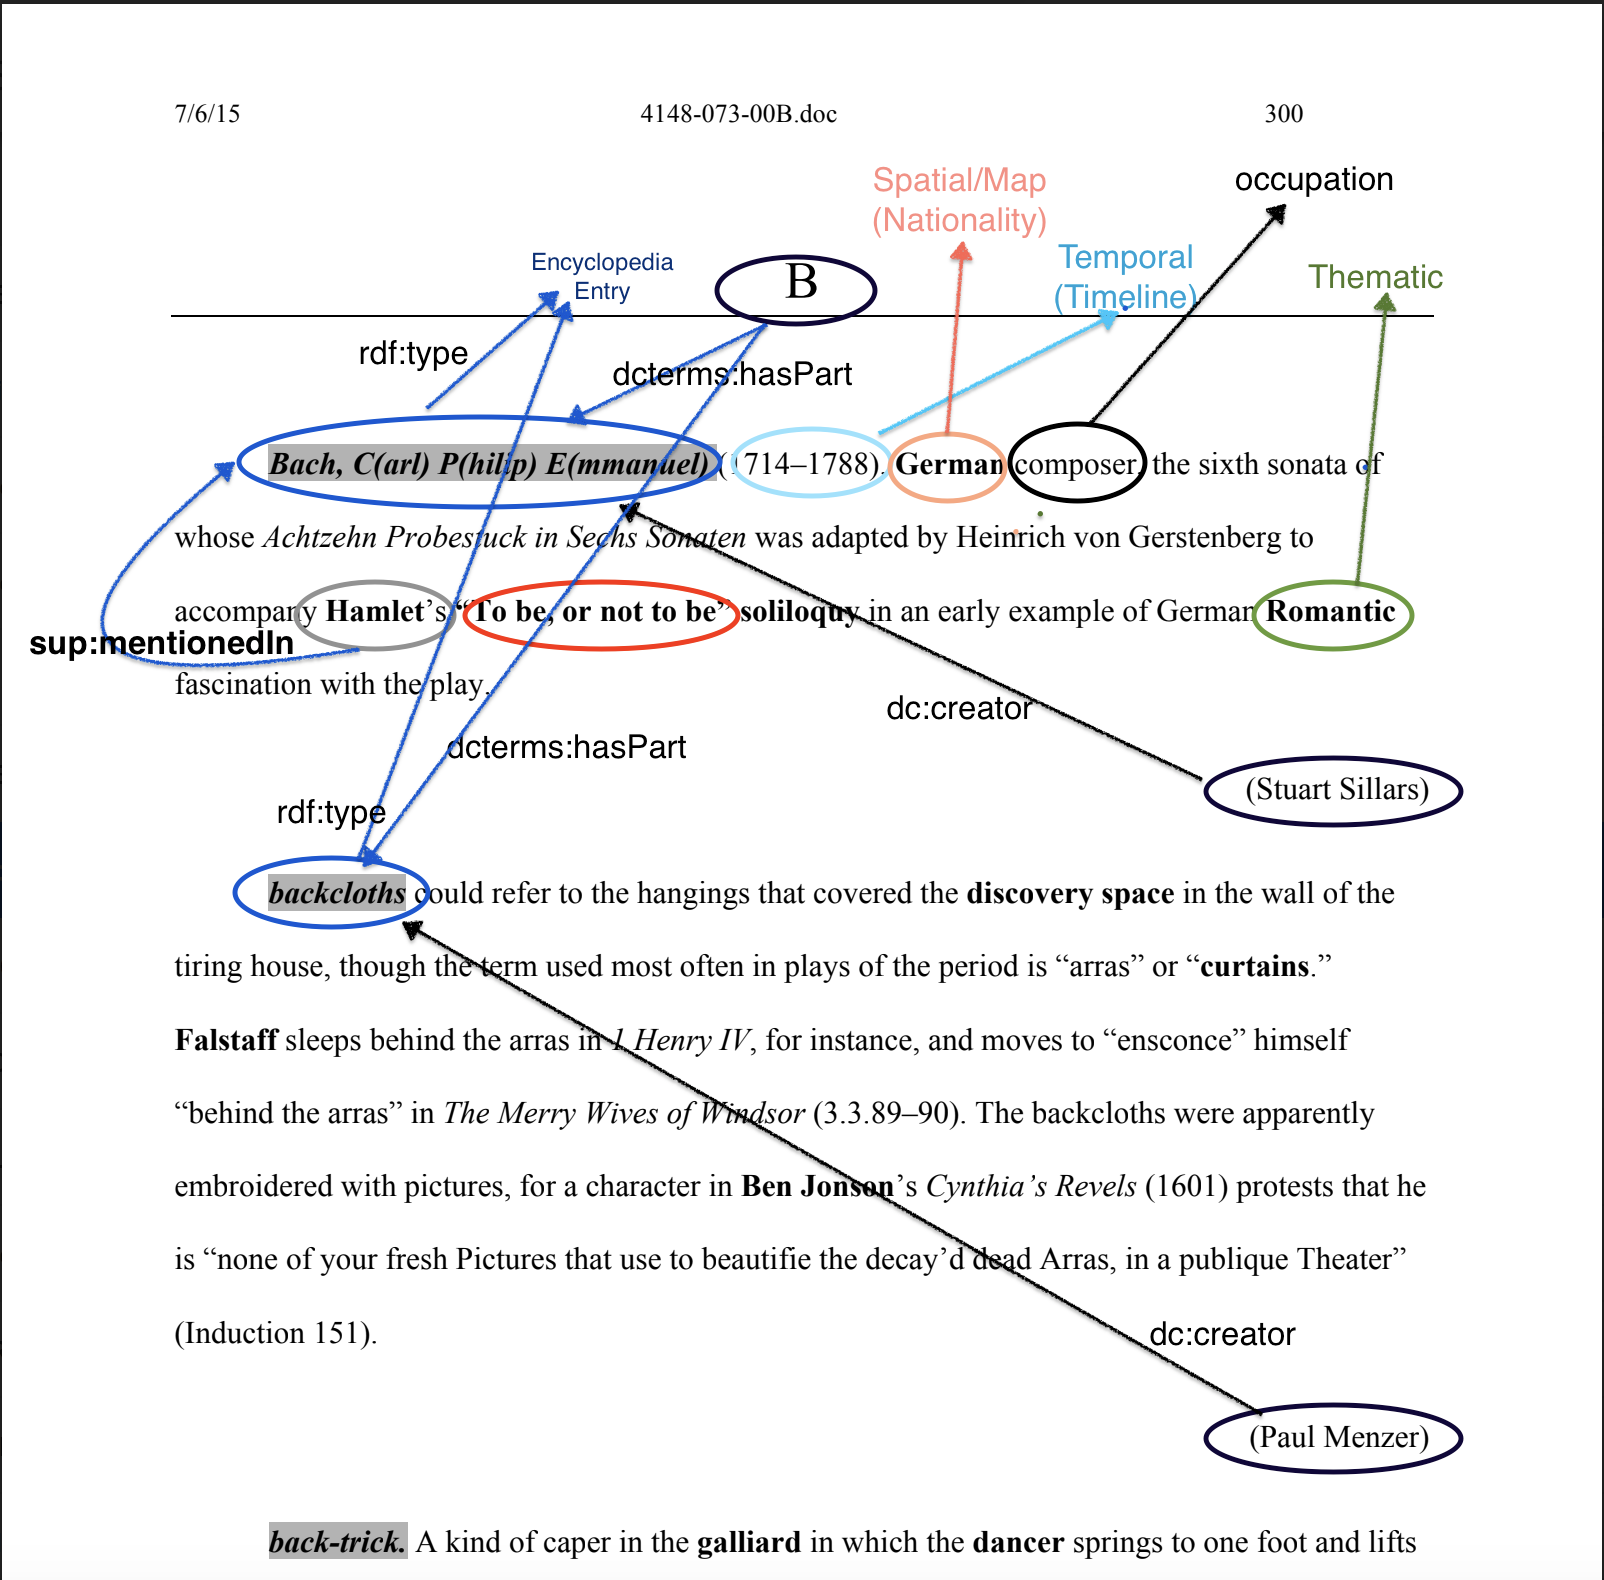 7/6/15 4148-073-00B.doc 300
occupation
Spatial/Map
(Nationality)
Temporal
(Timeline)
Thematic
Encyclopedia
Entry
B
rdf:type
dcterms:hasPart
Bach, C(arl) P(hilip) E(mmanuel) (1714–1788). German composer, the sixth sonata of
whose Achtzehn Probestuck in Sechs Sonaten was adapted by Heinrich von Gerstenberg to
accompany Hamlet’s “To be, or not to be” soliloquy in an early example of German Romantic
sup:mentionedIn
fascination with the play.
dc:creator
dcterms:hasPart
(Stuart Sillars)
rdf:type
backcloths could refer to the hangings that covered the discovery space in the wall of the
tiring house, though the term used most often in plays of the period is “arras” or “curtains.”
Falstaff sleeps behind the arras in 1 Henry IV, for instance, and moves to “ensconce” himself
“behind the arras” in The Merry Wives of Windsor (3.3.89–90). The backcloths were apparently
embroidered with pictures, for a character in Ben Jonson’s Cynthia’s Revels (1601) protests that he
is “none of your fresh Pictures that use to beautifie the decay’d dead Arras, in a publique Theater”
(Induction 151).
dc:creator
(Paul Menzer)
back-trick. A kind of caper in the galliard in which the dancer springs to one foot and lifts